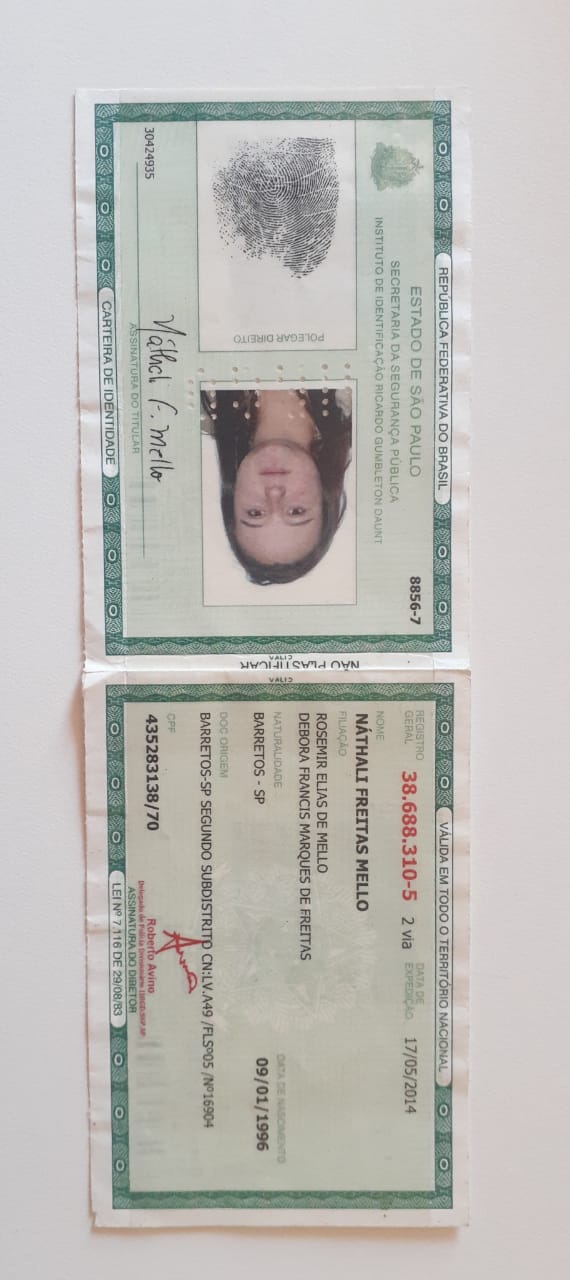 REPÚBLICA FEDERATIVA DO BRASIL
ESTADO DE SÃO PAULO
8856-7
SECRETARIA DA SEGURANÇA PÚBLICA
INSTITUTO DE IDENTIFICAÇÃO RICARDO GUMBLETON DAUNT
POLEGAR DIREITO
30424935
Náthali F. Mello
ASSINATURA DO TITULAR
CARTEIRA DE IDENTIDADE
NÃO PLASTIFICAR
VÁLIDA EM TODO O TERRITÓRIO NACIONAL
REGISTRO GERAL 38.688.310-5 2 via DATA DE EXPEDIÇÃO 17/05/2014
NOME
NÁTHALI FREITAS MELLO
FILIAÇÃO
ROSEMIR ELIAS DE MELLO
DEBORA FRANCIS MARQUES DE FREITAS
NATURALIDADE DATA DE NASCIMENTO
BARRETOS - SP 09/01/1996
DOC ORIGEM
BARRETOS-SP SEGUNDO SUBDISTRITO CN:LV.A49 /FLSº05 /Nº16904
CPF
435283138/70
Roberto Avino
Delegado de Polícia Divisionário IIRGD.SSP.SP
ASSINATURA DO DIRETOR
LEI Nº 7.116 DE 29/08/83